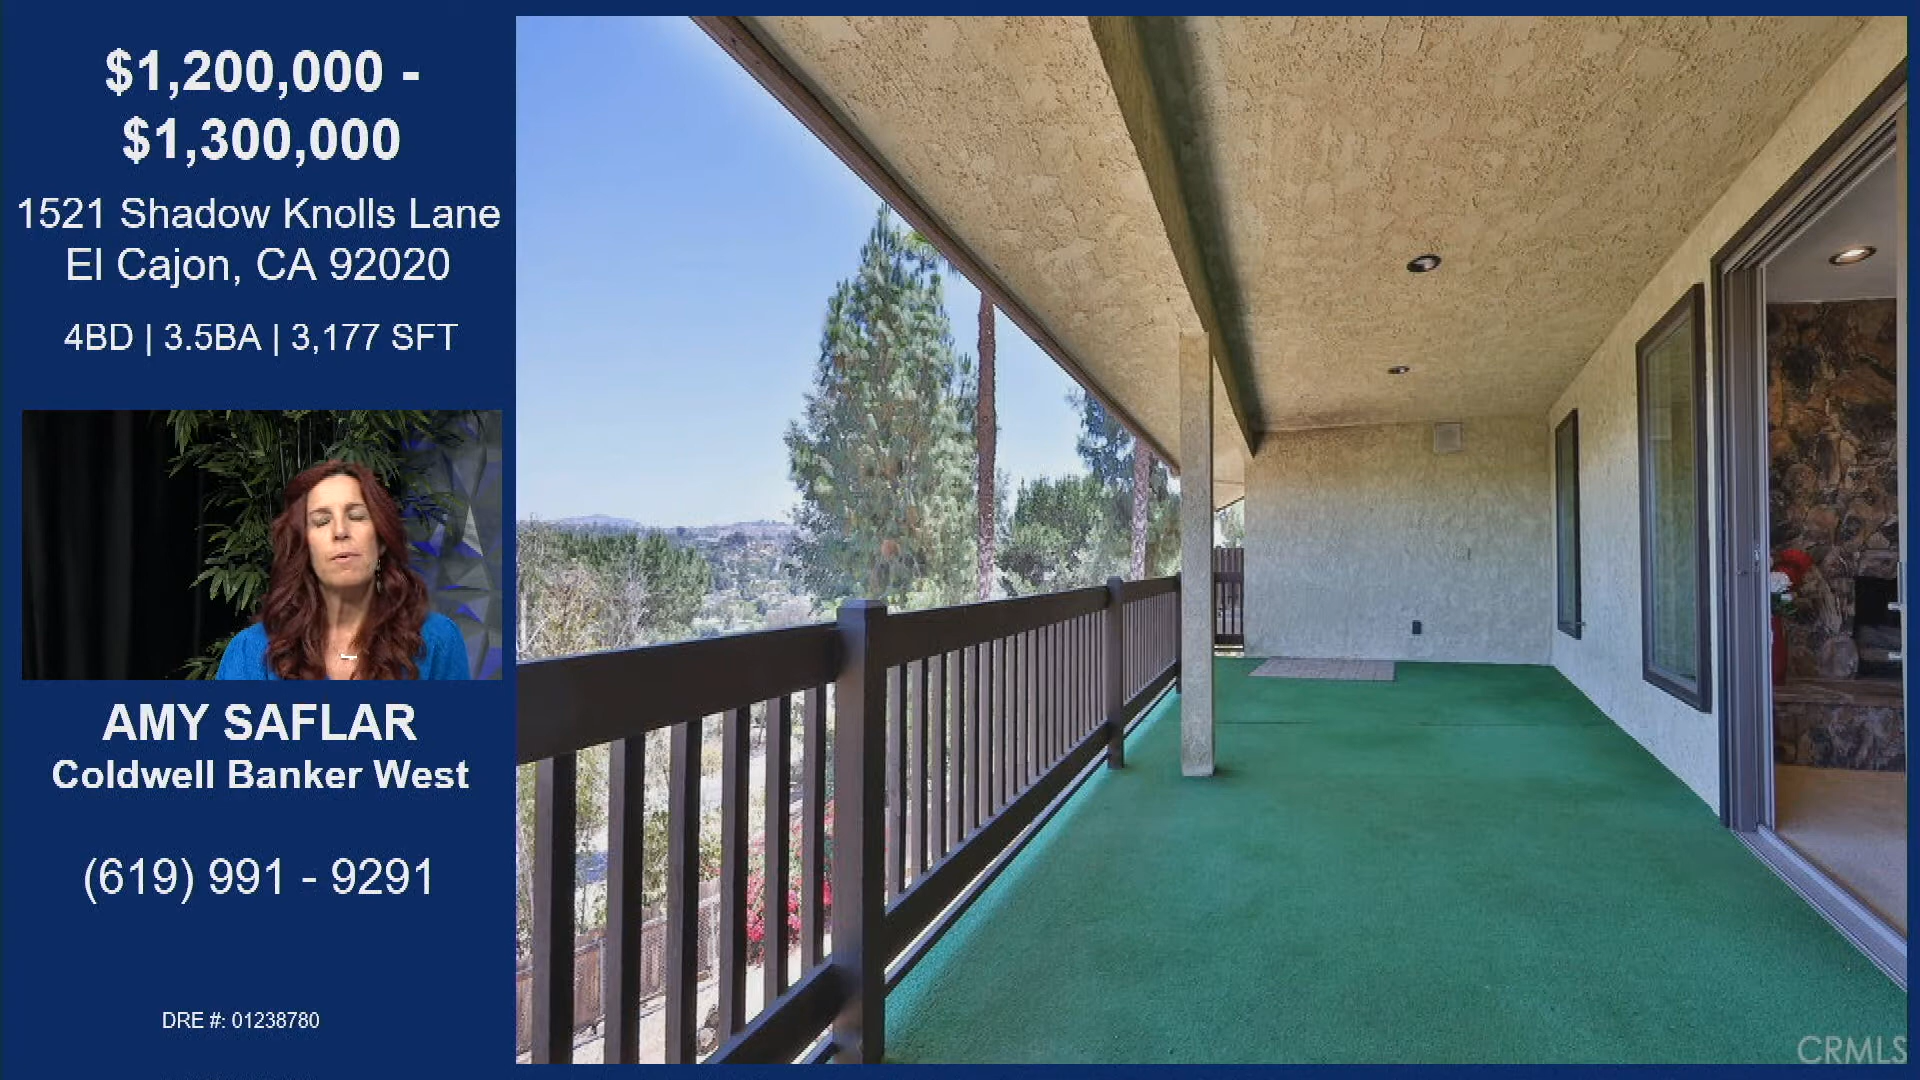 $1,200,000 -
$1,300,000
1521 Shadow Knolls Lane
El Cajon, CA 92020
4BD | 3.5BA | 3,177 SFT
AMY SAFLAR
Coldwell Banker West
(619) 991 - 9291
DRE #: 01238780
CRMLS